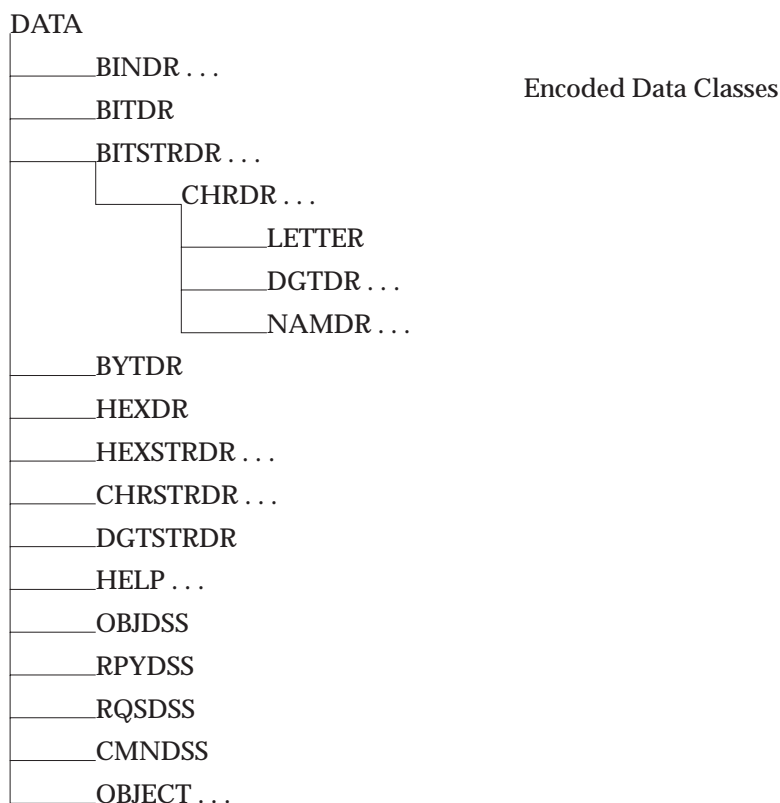 DATA
BINDR . . .
Encoded Data Classes
BITDR
BITSTRDR . . .
CHRDR . . .
LETTER
DGTDR . . .
NAMDR . . .
BYTDR
HEXDR
HEXSTRDR . . .
CHRSTRDR . . .
DGTSTRDR
HELP . . .
OBJDSS
RPYDSS
RQSDSS
CMNDSS
OBJECT . . .